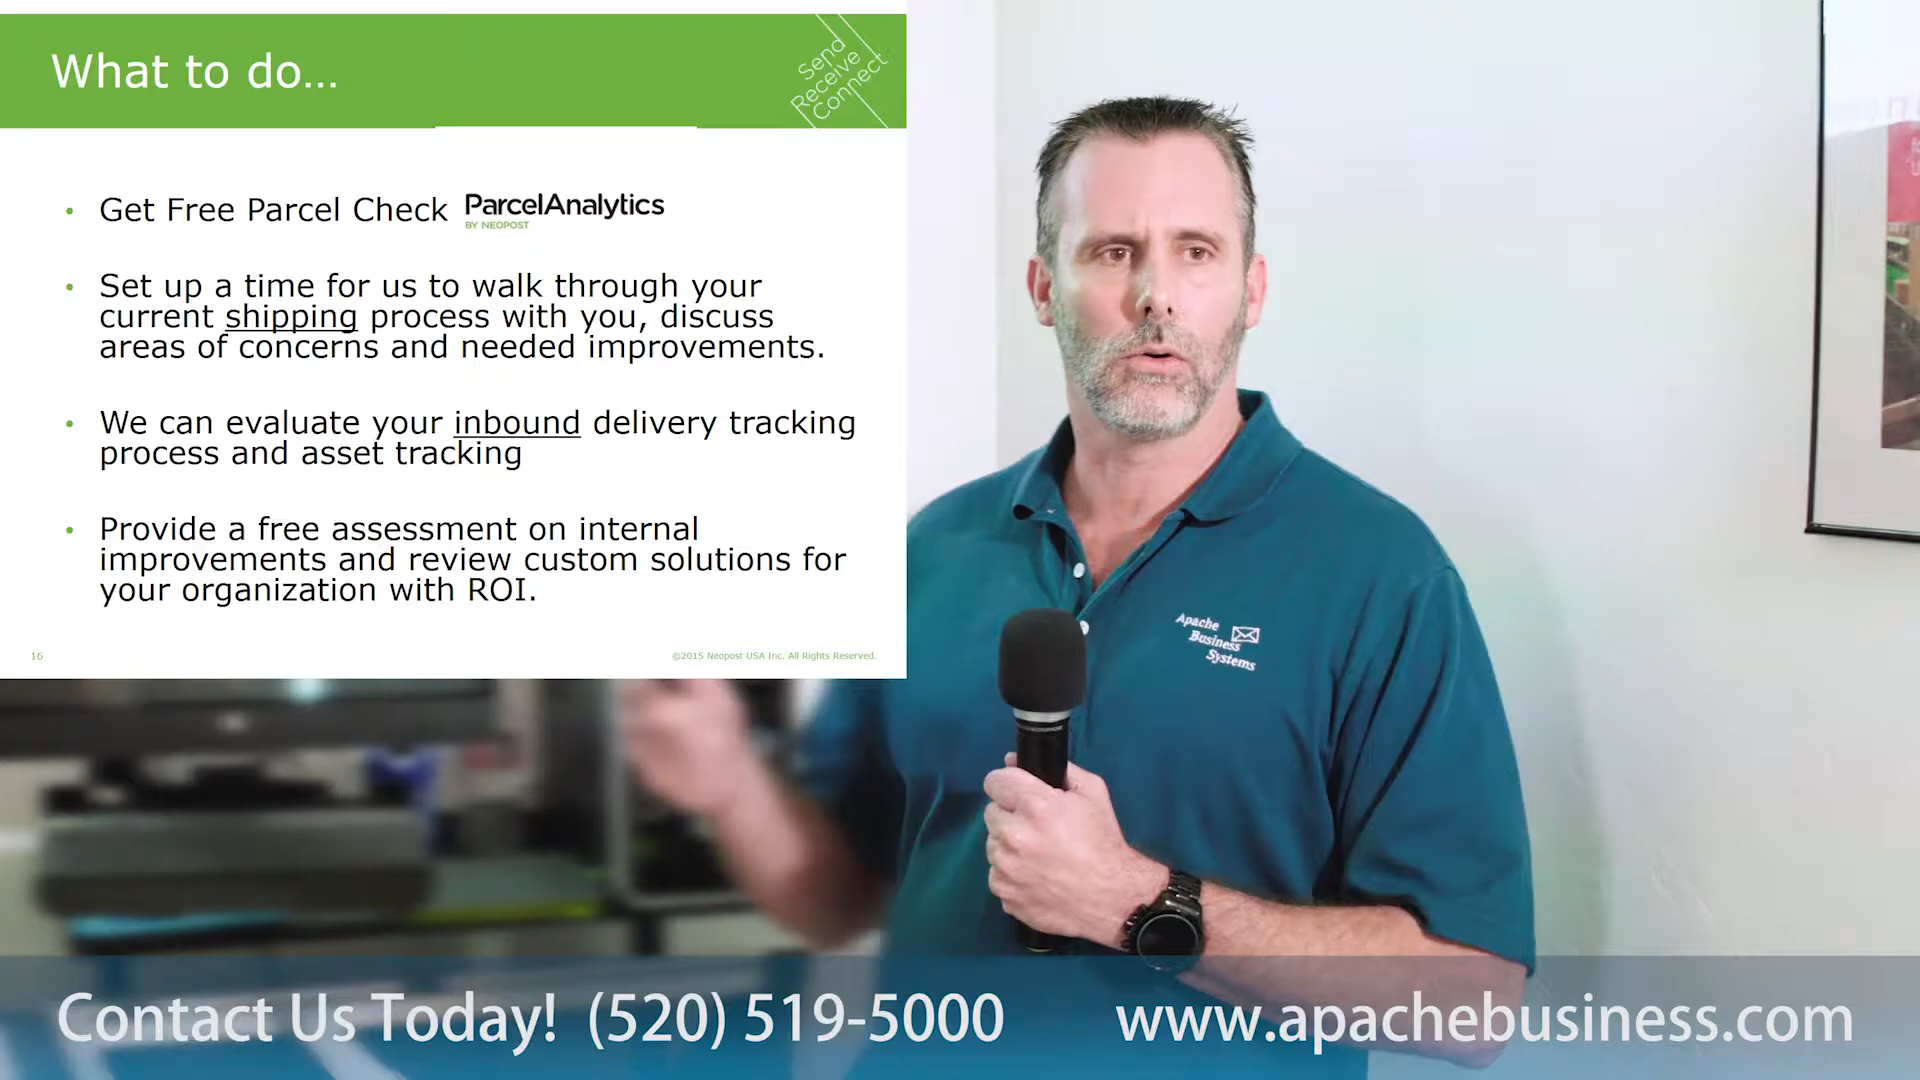 What to do...
Send
Receive
Connect
• Get Free Parcel Check ParcelAnalytics
BY NEOPOST
• Set up a time for us to walk through your
current shipping process with you, discuss
areas of concerns and needed improvements.
• We can evaluate your inbound delivery tracking
process and asset tracking
• Provide a free assessment on internal
improvements and review custom solutions for
your organization with ROI.
16
©2015 Neopost USA Inc. All Rights Reserved.
Apache
Business
Systems
Contact Us Today! (520) 519-5000
www.apachebusiness.com